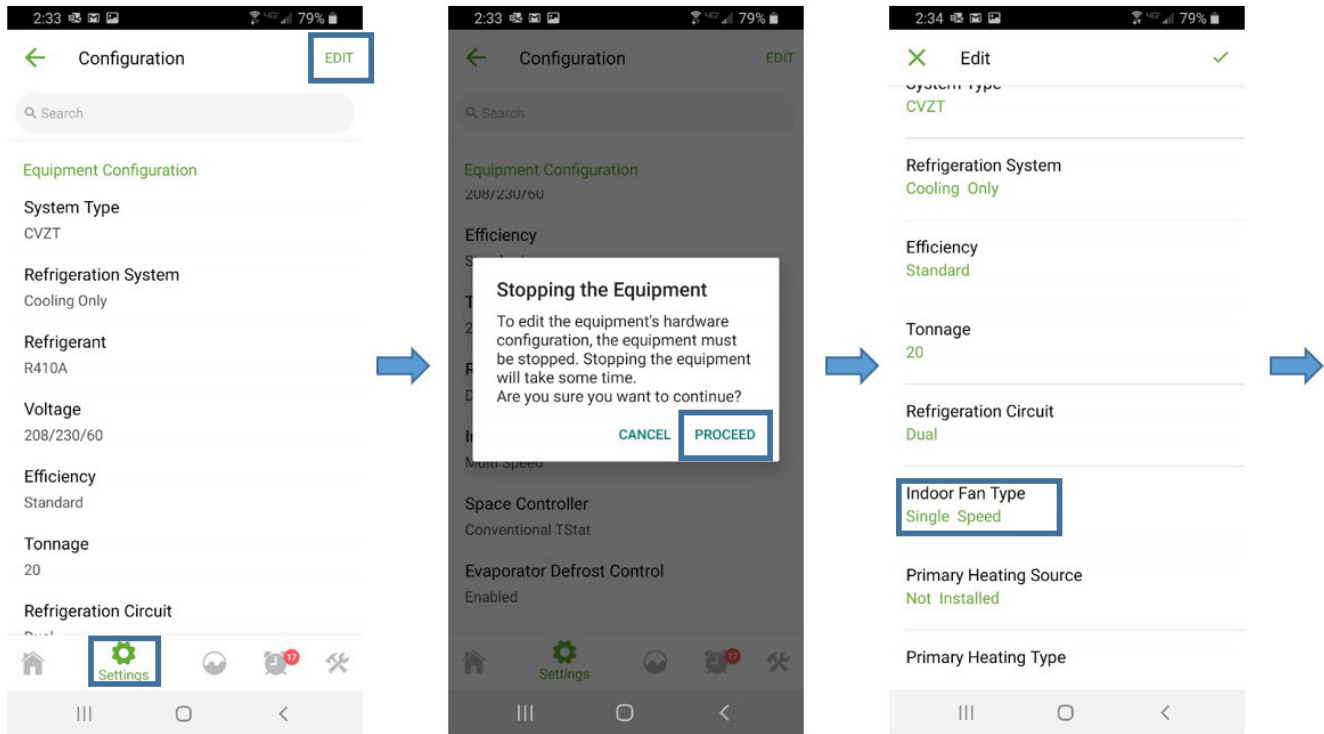 2:33 79%
Configuration EDIT
Search
Equipment Configuration
System Type
CVZT
Refrigeration System
Cooling Only
Refrigerant
R410A
Voltage
208/230/60
Efficiency
Standard
Tonnage
20
Refrigeration Circuit
Dual
17
Settings
2:33 79%
Configuration EDIT
Search
Equipment Configuration
208/230/60
Efficiency
Stopping the Equipment
To edit the equipment's hardware
configuration, the equipment must
be stopped. Stopping the equipment
will take some time.
Are you sure you want to continue?
CANCEL PROCEED
Multi Speed
Space Controller
Conventional TStat
Evaporator Defrost Control
Enabled
17
Settings
2:34 79%
Edit
System Type
CVZT
Refrigeration System
Cooling Only
Efficiency
Standard
Tonnage
20
Refrigeration Circuit
Dual
Indoor Fan Type
Single Speed
Primary Heating Source
Not Installed
Primary Heating Type